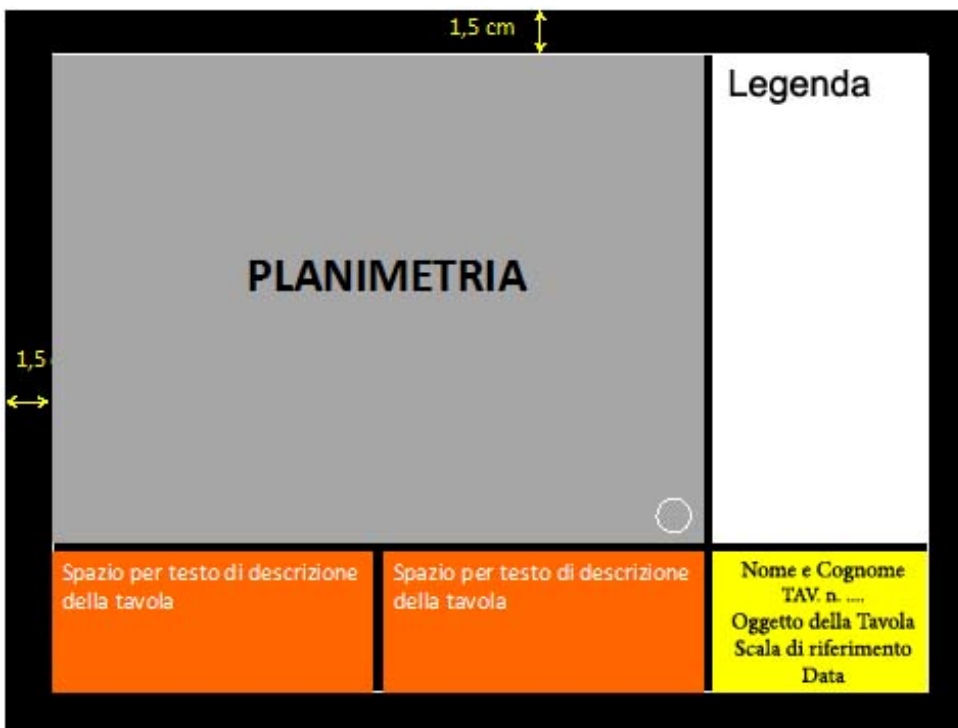 1,5 cm
Legenda
PLANIMETRIA
1,5
Spazio per testo di descrizione
della tavola
Spazio per testo di descrizione
della tavola
Nome e Cognome
TAV. n. ....
Oggetto della Tavola
Scala di riferimento
Data